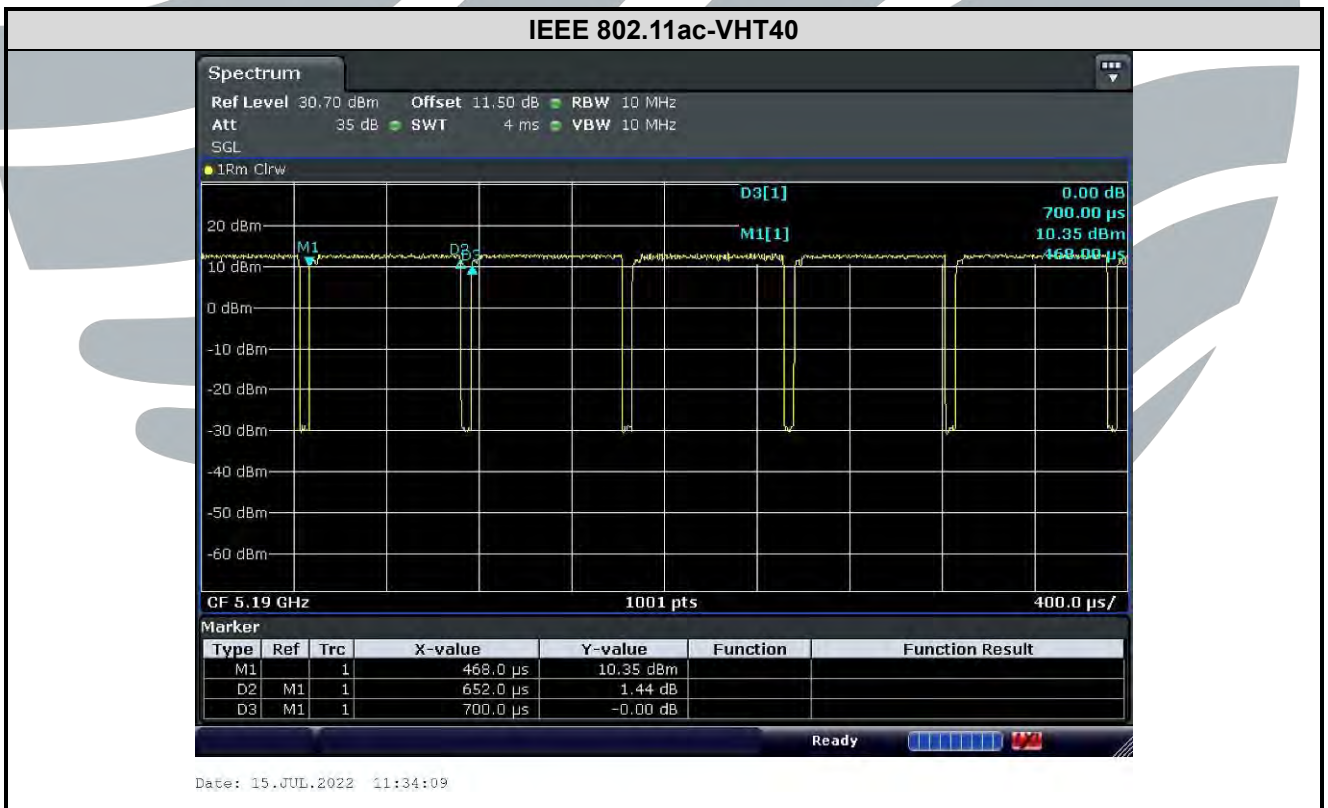 IEEE 802.11ac-VHT40
Spectrum
Ref Level 30.70 dBm Offset 11.50 dB RBW 10 MHz
Att 35 dB SWT 4 ms VBW 10 MHz
SGL
1Rm Clrw
D3[1] 0.00 dB
700.00 µs
M1[1] 10.35 dBm
468.00 µs
20 dBm
M1 D2 D3
10 dBm
0 dBm
-10 dBm
-20 dBm
-30 dBm
-40 dBm
-50 dBm
-60 dBm
CF 5.19 GHz 1001 pts 400.0 µs/
Marker
Type Ref Trc X-value Y-value Function Function Result
M1 1 468.0 µs 10.35 dBm
D2 M1 1 652.0 µs 1.44 dB
D3 M1 1 700.0 µs -0.00 dB
Ready
Date: 15.JUL.2022 11:34:09